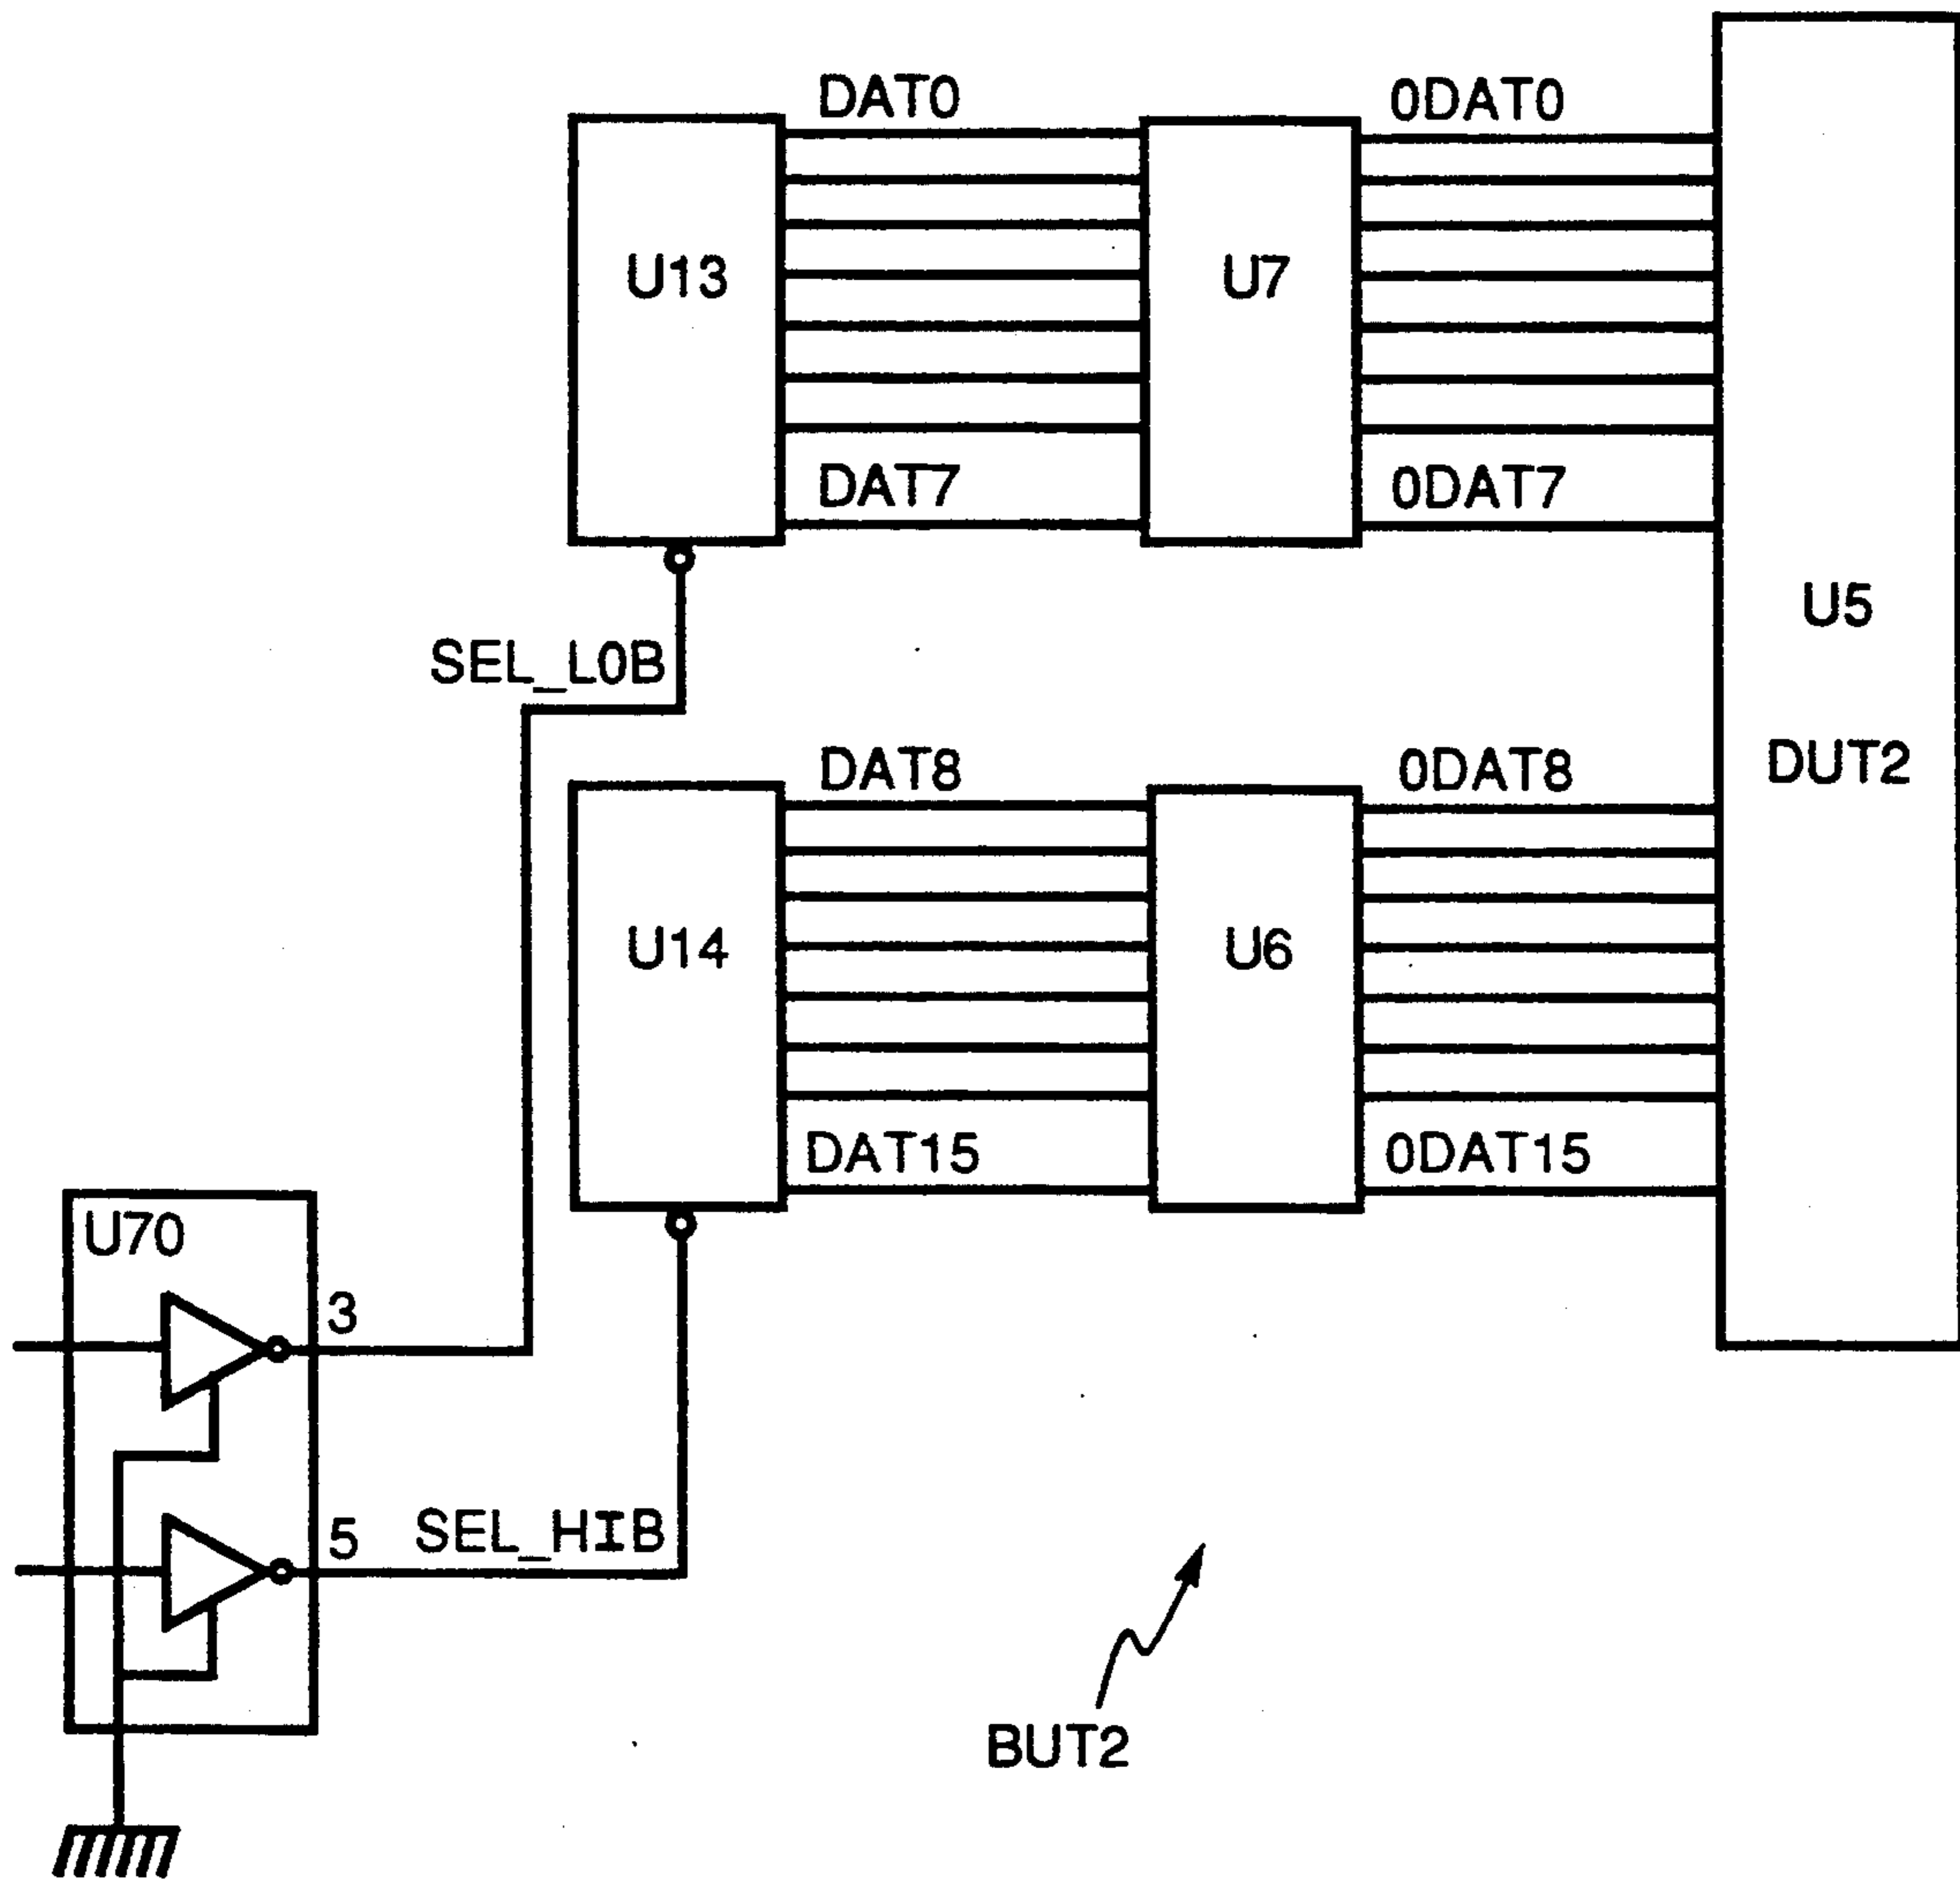 DAT0
0DAT0
U13
U7
DAT7
0DAT7
U5
SEL_L0B
DAT8
0DAT8
DUT2
U14
U6
DAT15
0DAT15
U70
3
5
SEL_HIB
BUT2